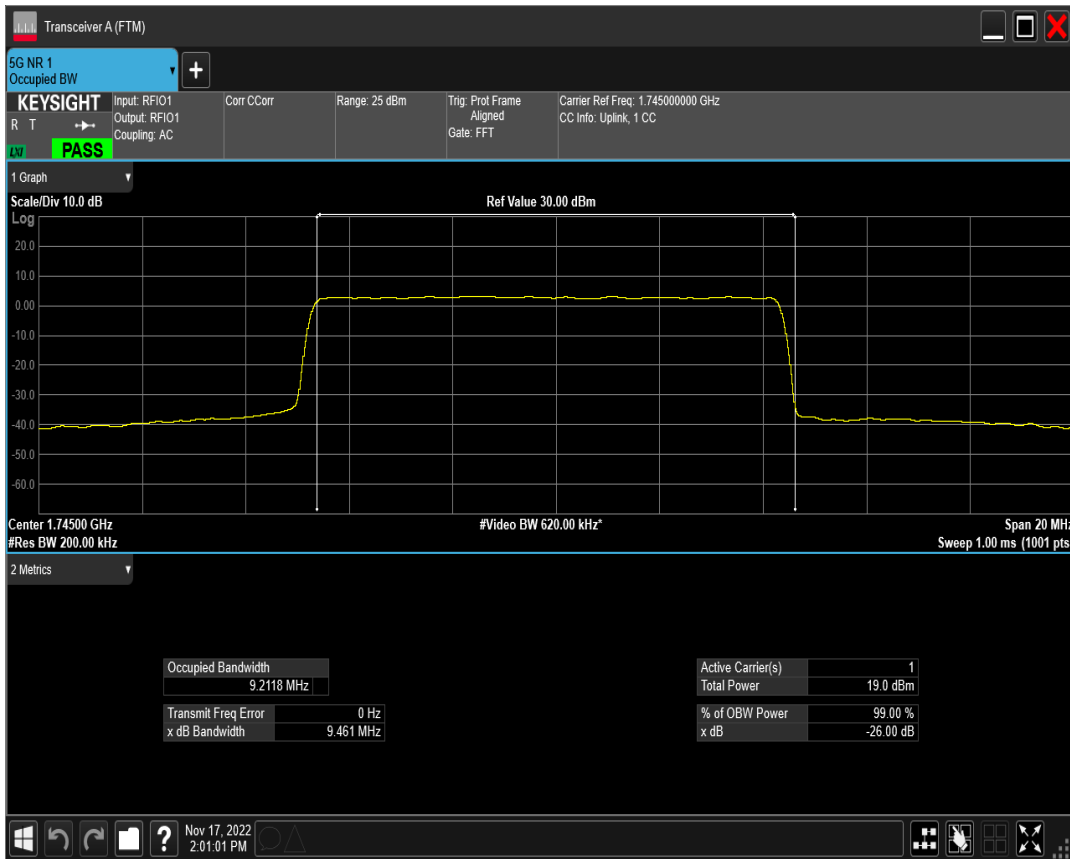 Transceiver A (FTM)
5G NR 1
Occupied BW
+
KEYSIGHT
R T
LXI
PASS
Input: RFIO1
Output: RFIO1
Coupling: AC
Corr CCorr
Range: 25 dBm
Trig: Prot Frame
Aligned
Gate: FFT
Carrier Ref Freq: 1.745000000 GHz
CC Info: Uplink, 1 CC
1 Graph
Scale/Div 10.0 dB
Ref Value 30.00 dBm
Log
20.0
10.0
0.00
-10.0
-20.0
-30.0
-40.0
-50.0
-60.0
Center 1.74500 GHz
#Video BW 620.00 kHz*
Span 20 MHz
#Res BW 200.00 kHz
Sweep 1.00 ms (1001 pts
2 Metrics
Occupied Bandwidth
9.2118 MHz
Transmit Freq Error 0 Hz
x dB Bandwidth 9.461 MHz
Active Carrier(s) 1
Total Power 19.0 dBm
% of OBW Power 99.00 %
x dB -26.00 dB
?
Nov 17, 2022
2:01:01 PM